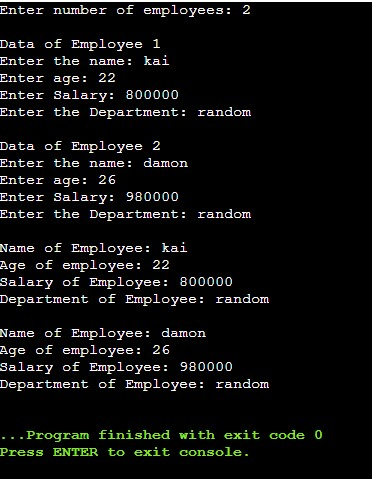 Enter number of employees: 2
Data of Employee 1
Enter the name: kai
Enter age: 22
Enter Salary: 800000
Enter the Department: random
Data of Employee 2
Enter the name: damon
Enter age: 26
Enter Salary: 980000
Enter the Department: random
Name of Employee: kai
Age of employee: 22
Salary of Employee: 800000
Department of Employee: random
Name of Employee: damon
Age of employee: 26
Salary of Employee: 980000
Department of Employee: random
...Program finished with exit code 0
Press ENTER to exit console.